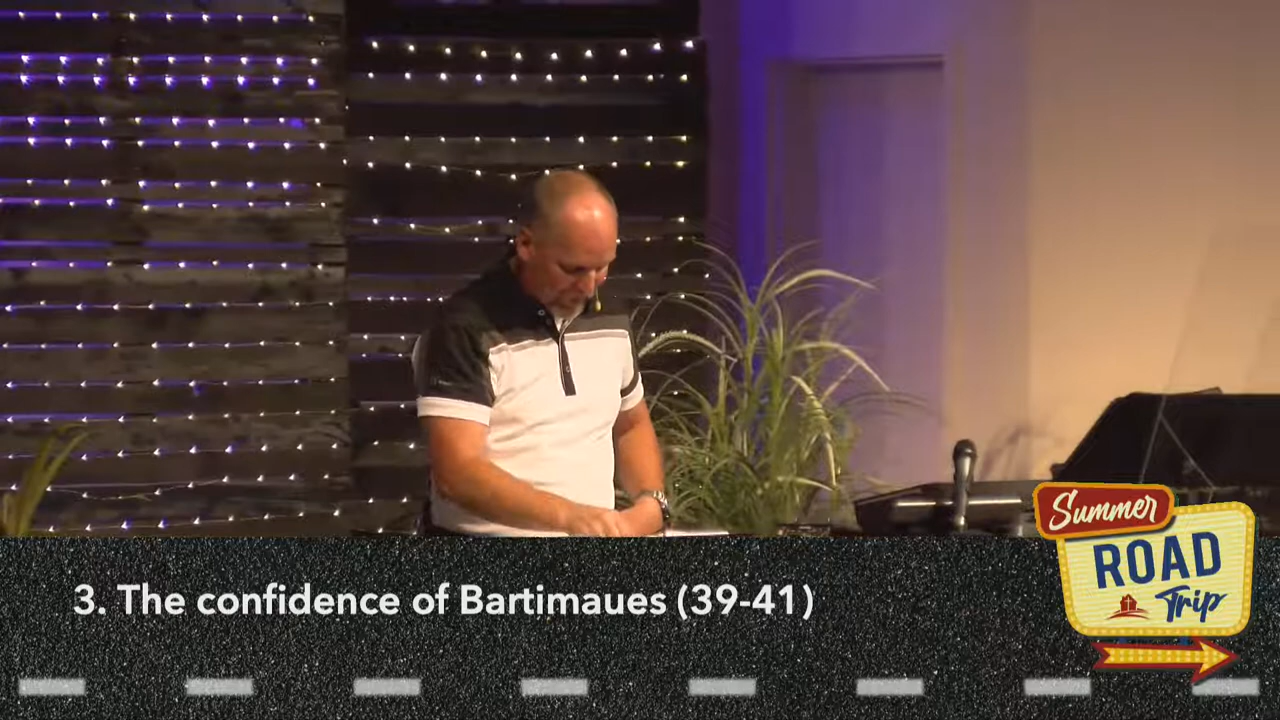 3. The confidence of Bartimaues (39-41)
Summer
ROAD
Trip